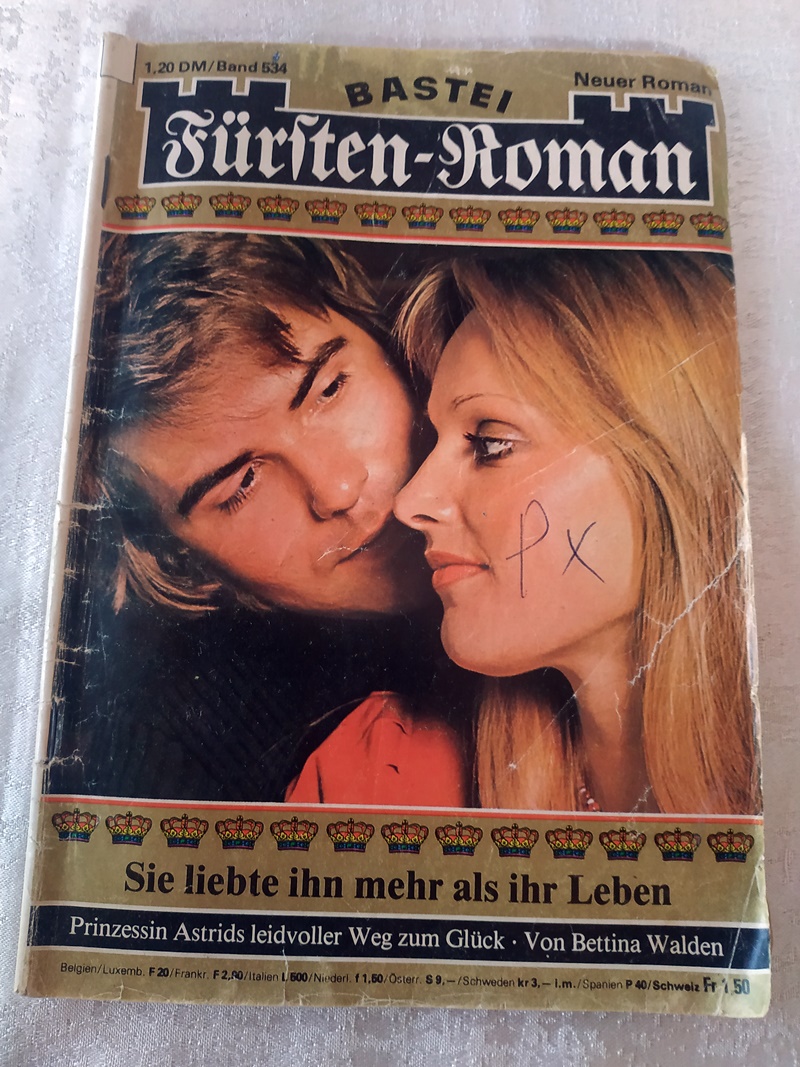 1,20 DM/Band 534
BASTEI
Neuer Roman
Fürſten-Roman
P x
Sie liebte ihn mehr als ihr Leben
Prinzessin Astrids leidvoller Weg zum Glück · Von Bettina Walden
Belgien/Luxemb. F 20/Frankr. F 2,80/Italien L 500/Niederl. f 1,50/Österr. S 9,–/Schweden kr 3,– i.m./Spanien P 40/Schweiz Fr 1,50